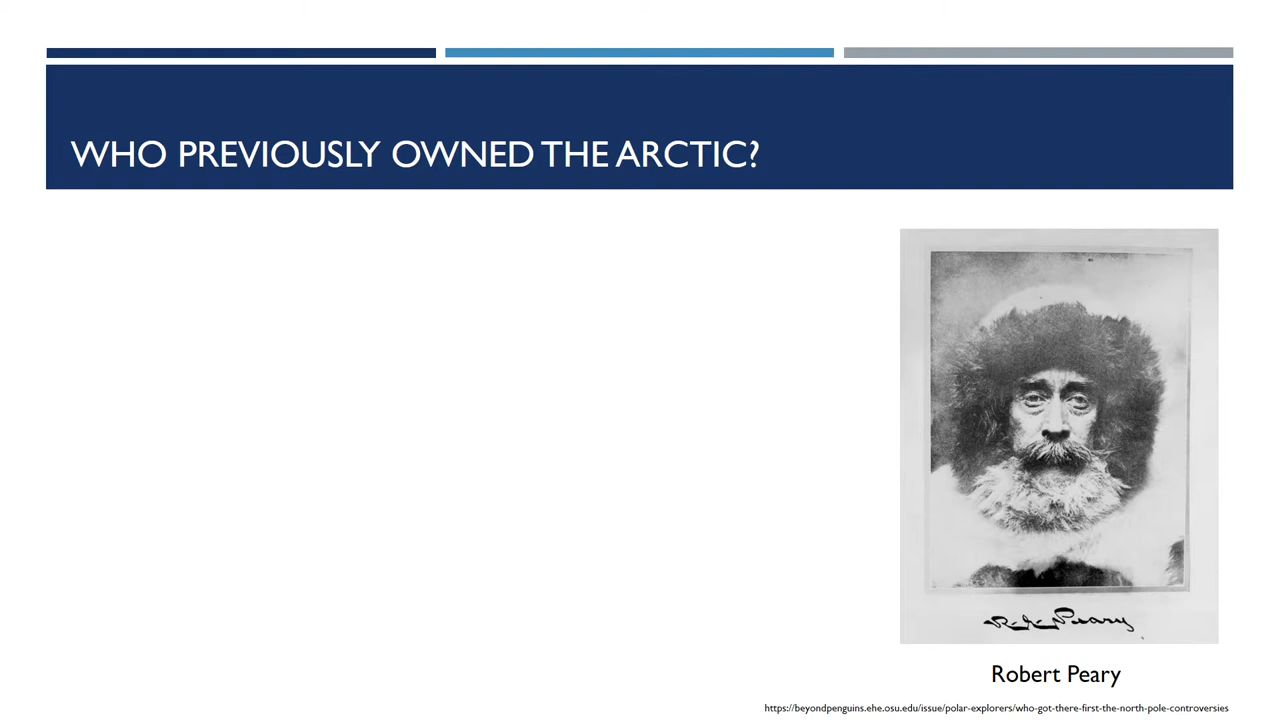 WHO PREVIOUSLY OWNED THE ARCTIC?
R. E. Peary
Robert Peary
https://beyondpenguins.ehe.osu.edu/issue/polar-explorers/who-got-there-first-the-north-pole-controversies